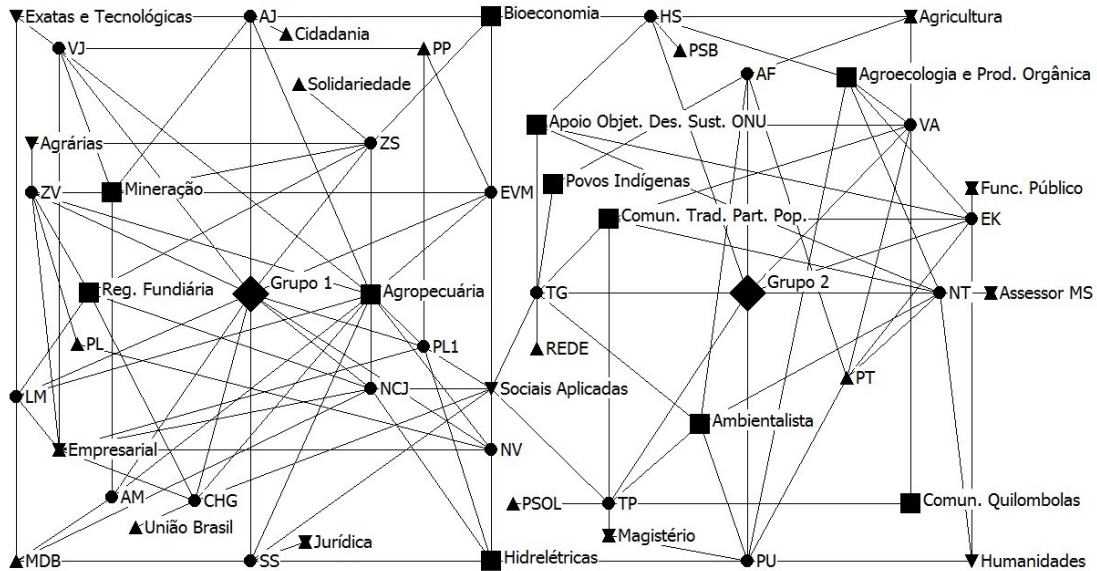 Exatas e Tecnológicas
AJ
Bioeconomia
HS
Agricultura
Cidadania
VJ
PP
PSB
AF
Agroecologia e Prod. Orgânica
Solidariedade
Apoio Objet. Des. Sust. ONU
VA
Agrárias
ZS
Povos Indígenas
Func. Público
ZV
Mineração
EVM
Comun. Trad. Part. Pop.
EK
Reg. Fundiária
Grupo 1
Agropecuária
TG
Grupo 2
NT
Assessor MS
PL
PL1
REDE
PT
LM
NCJ
Sociais Aplicadas
Ambientalista
Empresarial
NV
AM
CHG
PSOL
TP
Comun. Quilombolas
União Brasil
Jurídica
Magistério
MDB
SS
Hidrelétricas
PU
Humanidades